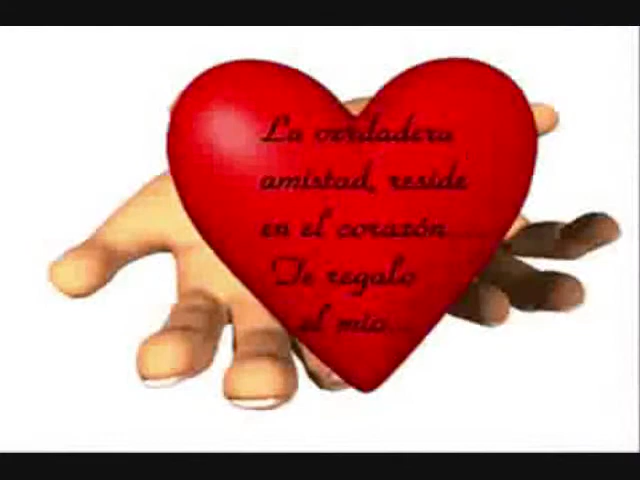 La verdadera
amistad, reside
en el corazón.....
Te regalo
el mío...